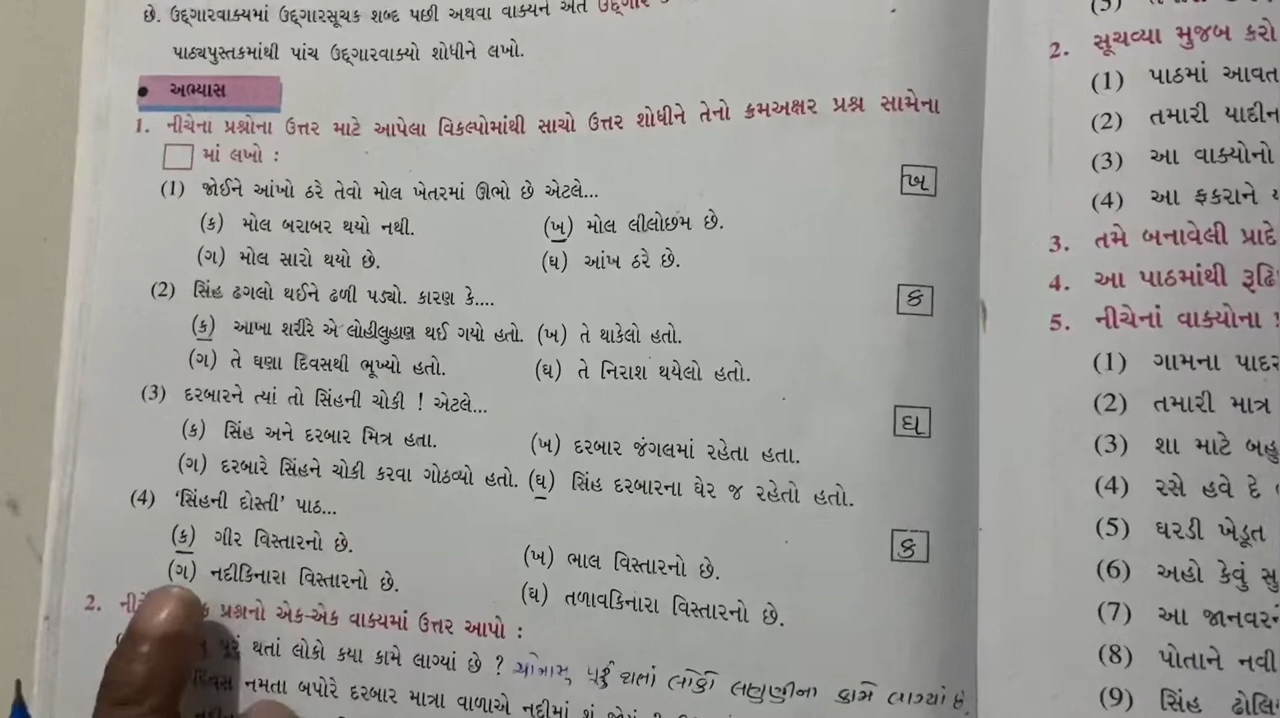 છે. ઉદ્ગારવાક્યમાં ઉદ્ગારસૂચક શબ્દ પછી અથવા વાક્યને અંતે ઉદ્ગાર
પાઠ્યપુસ્તકમાંથી પાંચ ઉદ્ગારવાક્યો શોધીને લખો.
• અભ્યાસ
1. નીચેના પ્રશ્નોના ઉત્તર માટે આપેલા વિકલ્પોમાંથી સાચો ઉત્તર શોધીને તેનો ક્રમઅક્ષર પ્રશ્ન સામેના
માં લખો :
(1) જોઈને આંખો ઠરે તેવો મોલ ખેતરમાં ઊભો છે એટલે... ખ
(ક) મોલ બરાબર થયો નથી. (ખ) મોલ લીલોછમ છે.
(ગ) મોલ સારો થયો છે. (ઘ) આંખ ઠરે છે.
(2) સિંહ ઢગલો થઈને ઢળી પડ્યો. કારણ કે.... ક
(ક) આખા શરીરે એ લોહીલુહાણ થઈ ગયો હતો. (ખ) તે થાકેલો હતો.
(ગ) તે ઘણા દિવસથી ભૂખ્યો હતો. (ઘ) તે નિરાશ થયેલો હતો.
(3) દરબારને ત્યાં તો સિંહની ચોકી ! એટલે... ઘ
(ક) સિંહ અને દરબાર મિત્ર હતા. (ખ) દરબાર જંગલમાં રહેતા હતા.
(ગ) દરબારે સિંહને ચોકી કરવા ગોઠવ્યો હતો. (ઘ) સિંહ દરબારના ઘેર જ રહેતો હતો.
(4) ‘સિંહની દોસ્તી’ પાઠ... ક
(ક) ગીર વિસ્તારનો છે. (ખ) ભાલ વિસ્તારનો છે.
(ગ) નદીકિનારા વિસ્તારનો છે. (ઘ) તળાવકિનારા વિસ્તારનો છે.
2. પ્રશ્નનો એક-એક વાક્યમાં ઉત્તર આપો :
પૂરું થતાં લોકો કયા કામે લાગ્યાં છે ? ચોમાસુ પૂરું થતાં લોકો લણણીના કામે લાગ્યાં છે.
દિવસ નમતા બપોરે દરબાર માત્રા વાળાએ નદીમાં શું
(5)
2. સૂચવ્યા મુજબ કરો
(1) પાઠમાં આવત
(2) તમારી યાદીન
(3) આ વાક્યોનો
(4) આ ફકરાને
3. તમે બનાવેલી પ્રાદે
4. આ પાઠમાંથી રૂઢિ
5. નીચેનાં વાક્યોના
(1) ગામના પાદર
(2) તમારી માત્ર
(3) શા માટે બહુ
(4) રસે હવે દે
(5) ઘરડી ખેડૂત
(6) અહો કેવું સુ
(7) આ જાનવરન
(8) પોતાને નવી
(9) સિંહ ઢોલિ